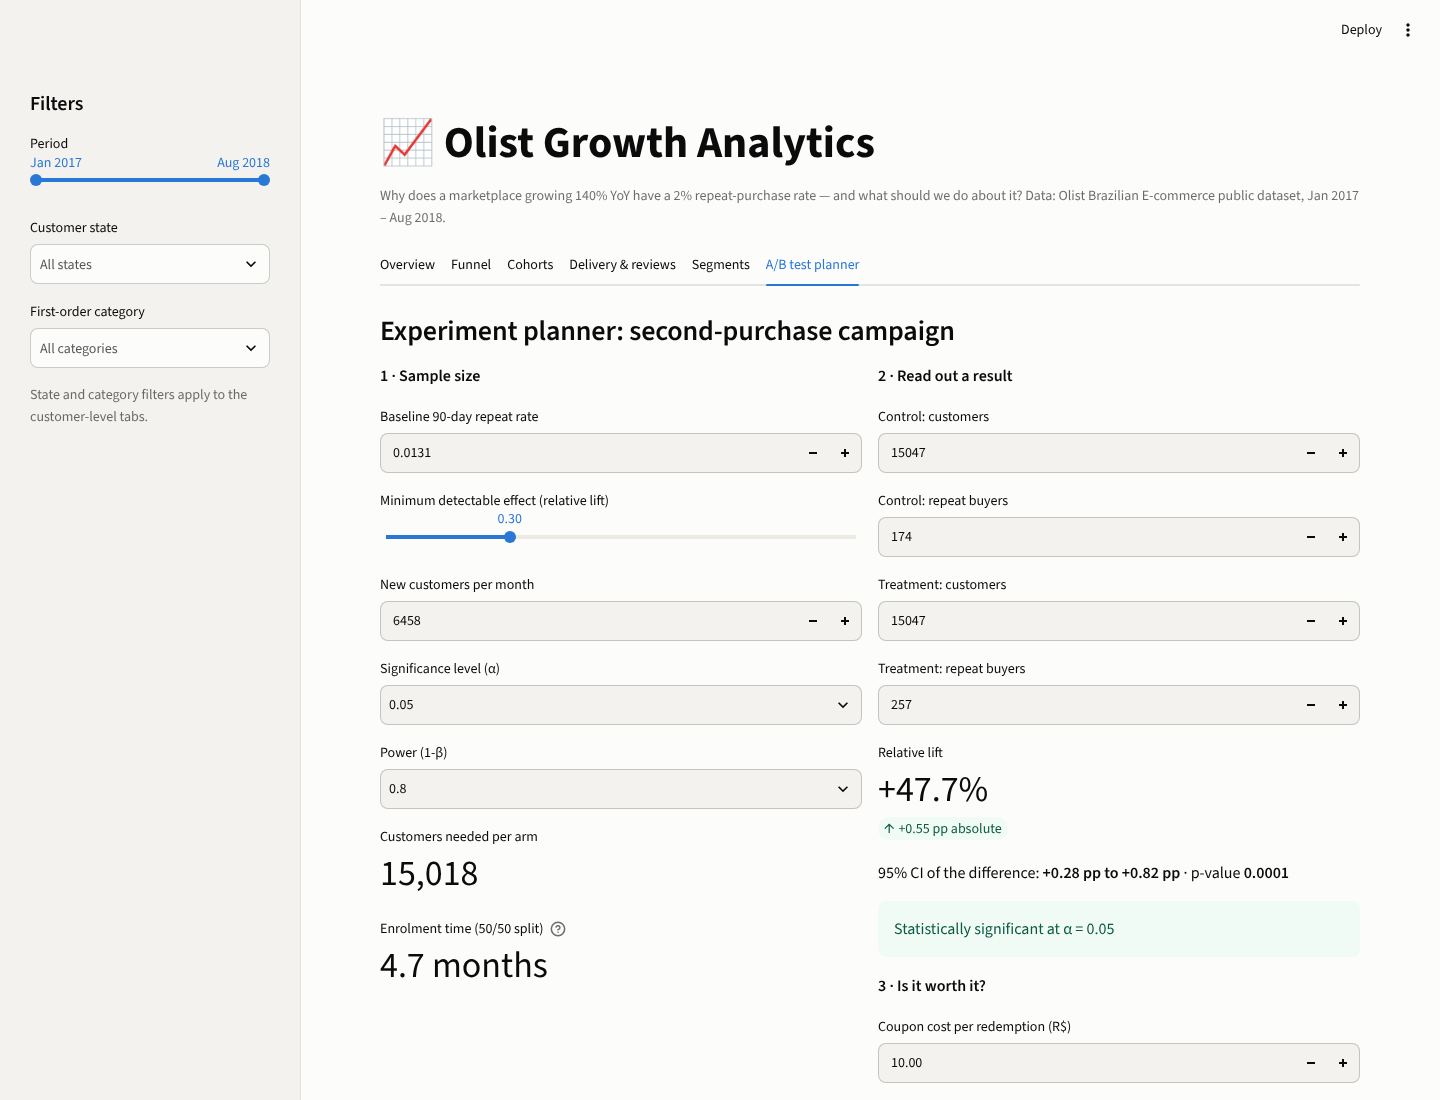 Deploy
Filters
Period
Jan 2017 Aug 2018
Customer state
All states
First-order category
All categories
State and category filters apply to the
customer-level tabs.
Olist Growth Analytics
Why does a marketplace growing 140% YoY have a 2% repeat-purchase rate — and what should we do about it? Data: Olist Brazilian E-commerce public dataset, Jan 2017
– Aug 2018.
Overview Funnel Cohorts Delivery & reviews Segments A/B test planner
Experiment planner: second-purchase campaign
1 · Sample size
Baseline 90-day repeat rate
0.0131
Minimum detectable effect (relative lift)
0.30
New customers per month
6458
Significance level (α)
0.05
Power (1-β)
0.8
Customers needed per arm
15,018
Enrolment time (50/50 split)
4.7 months
2 · Read out a result
Control: customers
15047
Control: repeat buyers
174
Treatment: customers
15047
Treatment: repeat buyers
257
Relative lift
+47.7%
↑ +0.55 pp absolute
95% CI of the difference: +0.28 pp to +0.82 pp · p-value 0.0001
Statistically significant at α = 0.05
3 · Is it worth it?
Coupon cost per redemption (R$)
10.00